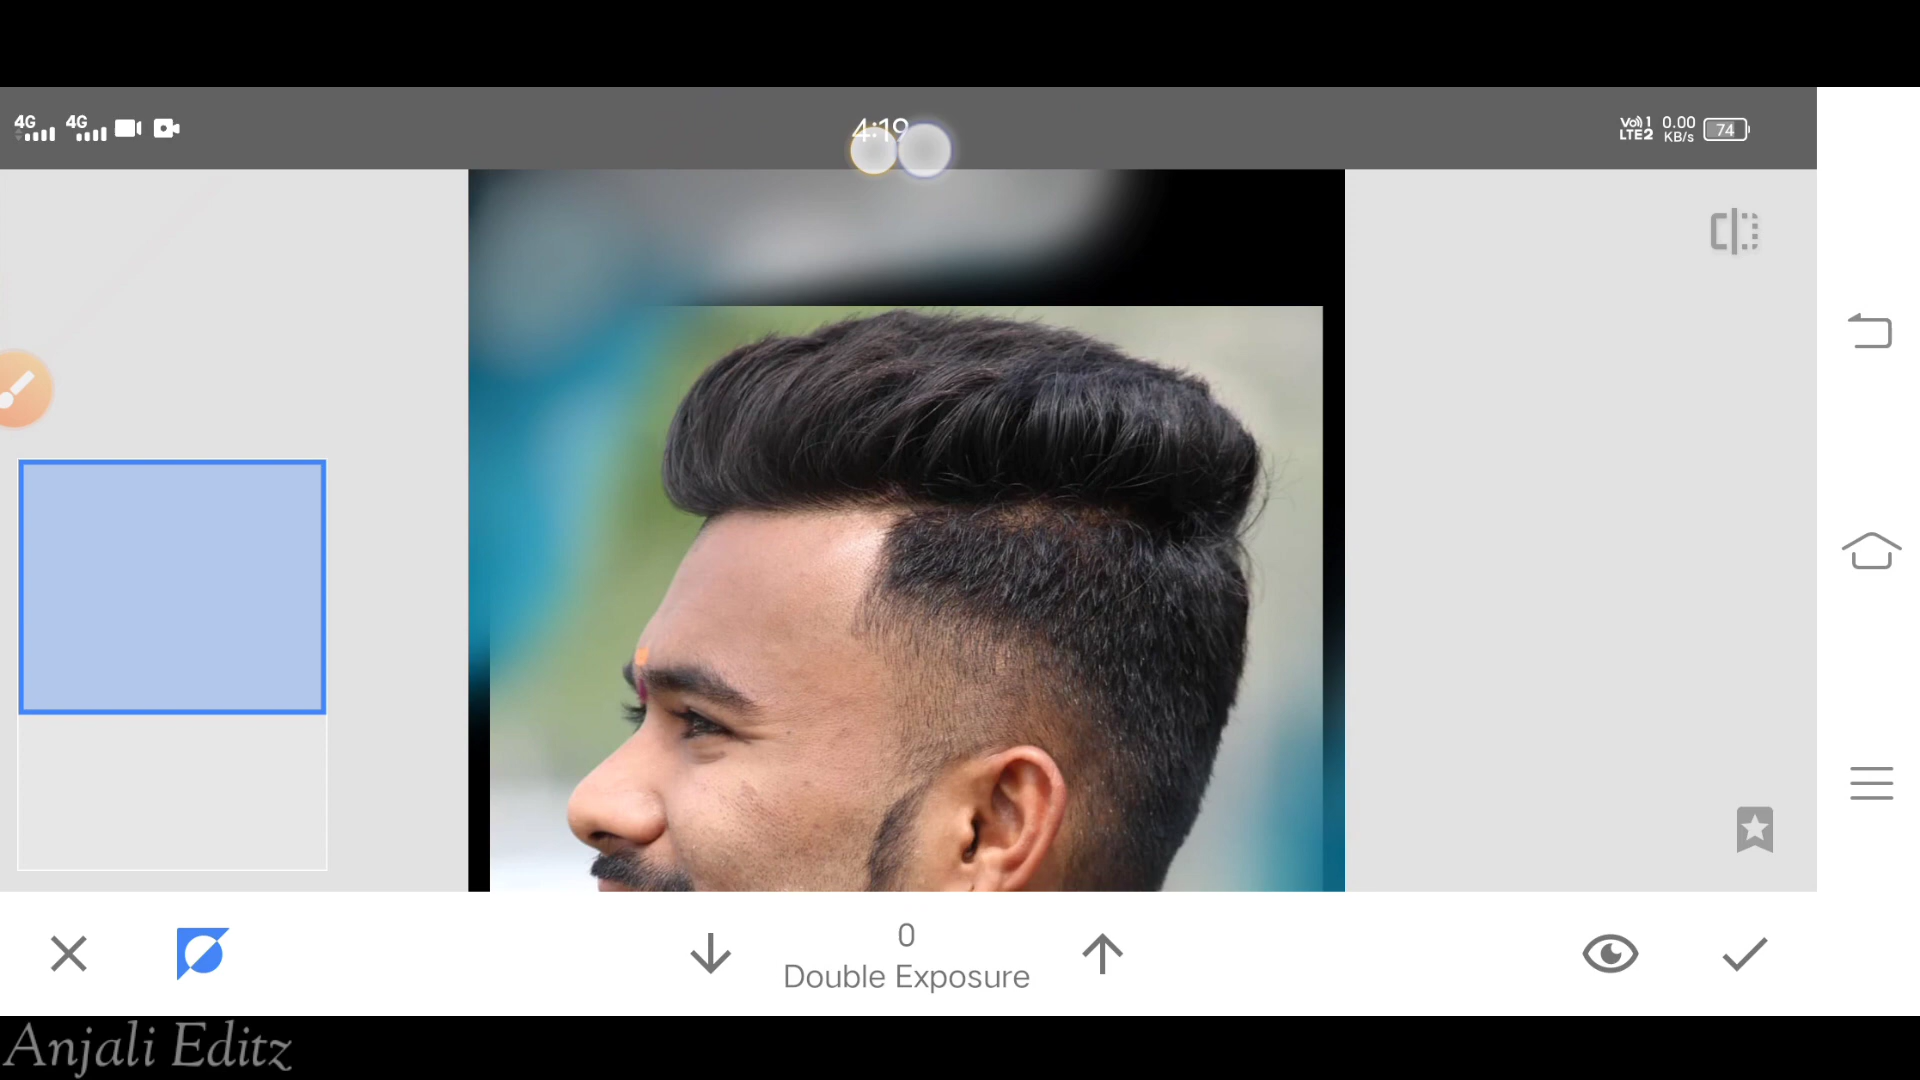 4G 4G 4:19 Vo)) 1 LTE2 0.00 KB/s 74
0
Double Exposure
Anjali Editz